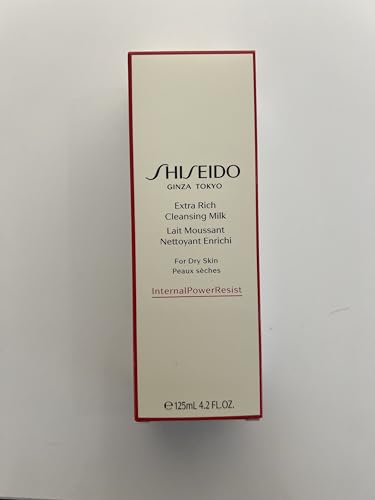 SHISEIDO
GINZA TOKYO
Extra Rich
Cleansing Milk
Lait Moussant
Nettoyant Enrichi
For Dry Skin
Peaux sèches
InternalPowerResist
℮125mL 4.2 FL.OZ.